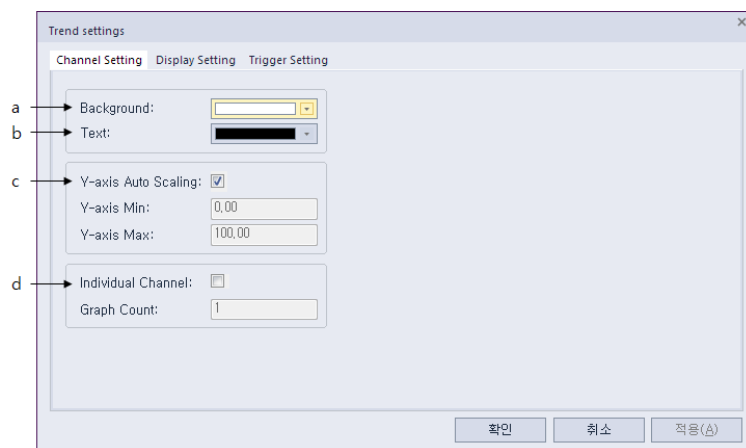 Trend settings
Channel Setting Display Setting Trigger Setting
a Background:
b Text:
c Y-axis Auto Scaling:
Y-axis Min: 0,00
Y-axis Max: 100,00
d Individual Channel:
Graph Count: 1
확인 취소 적용(A)